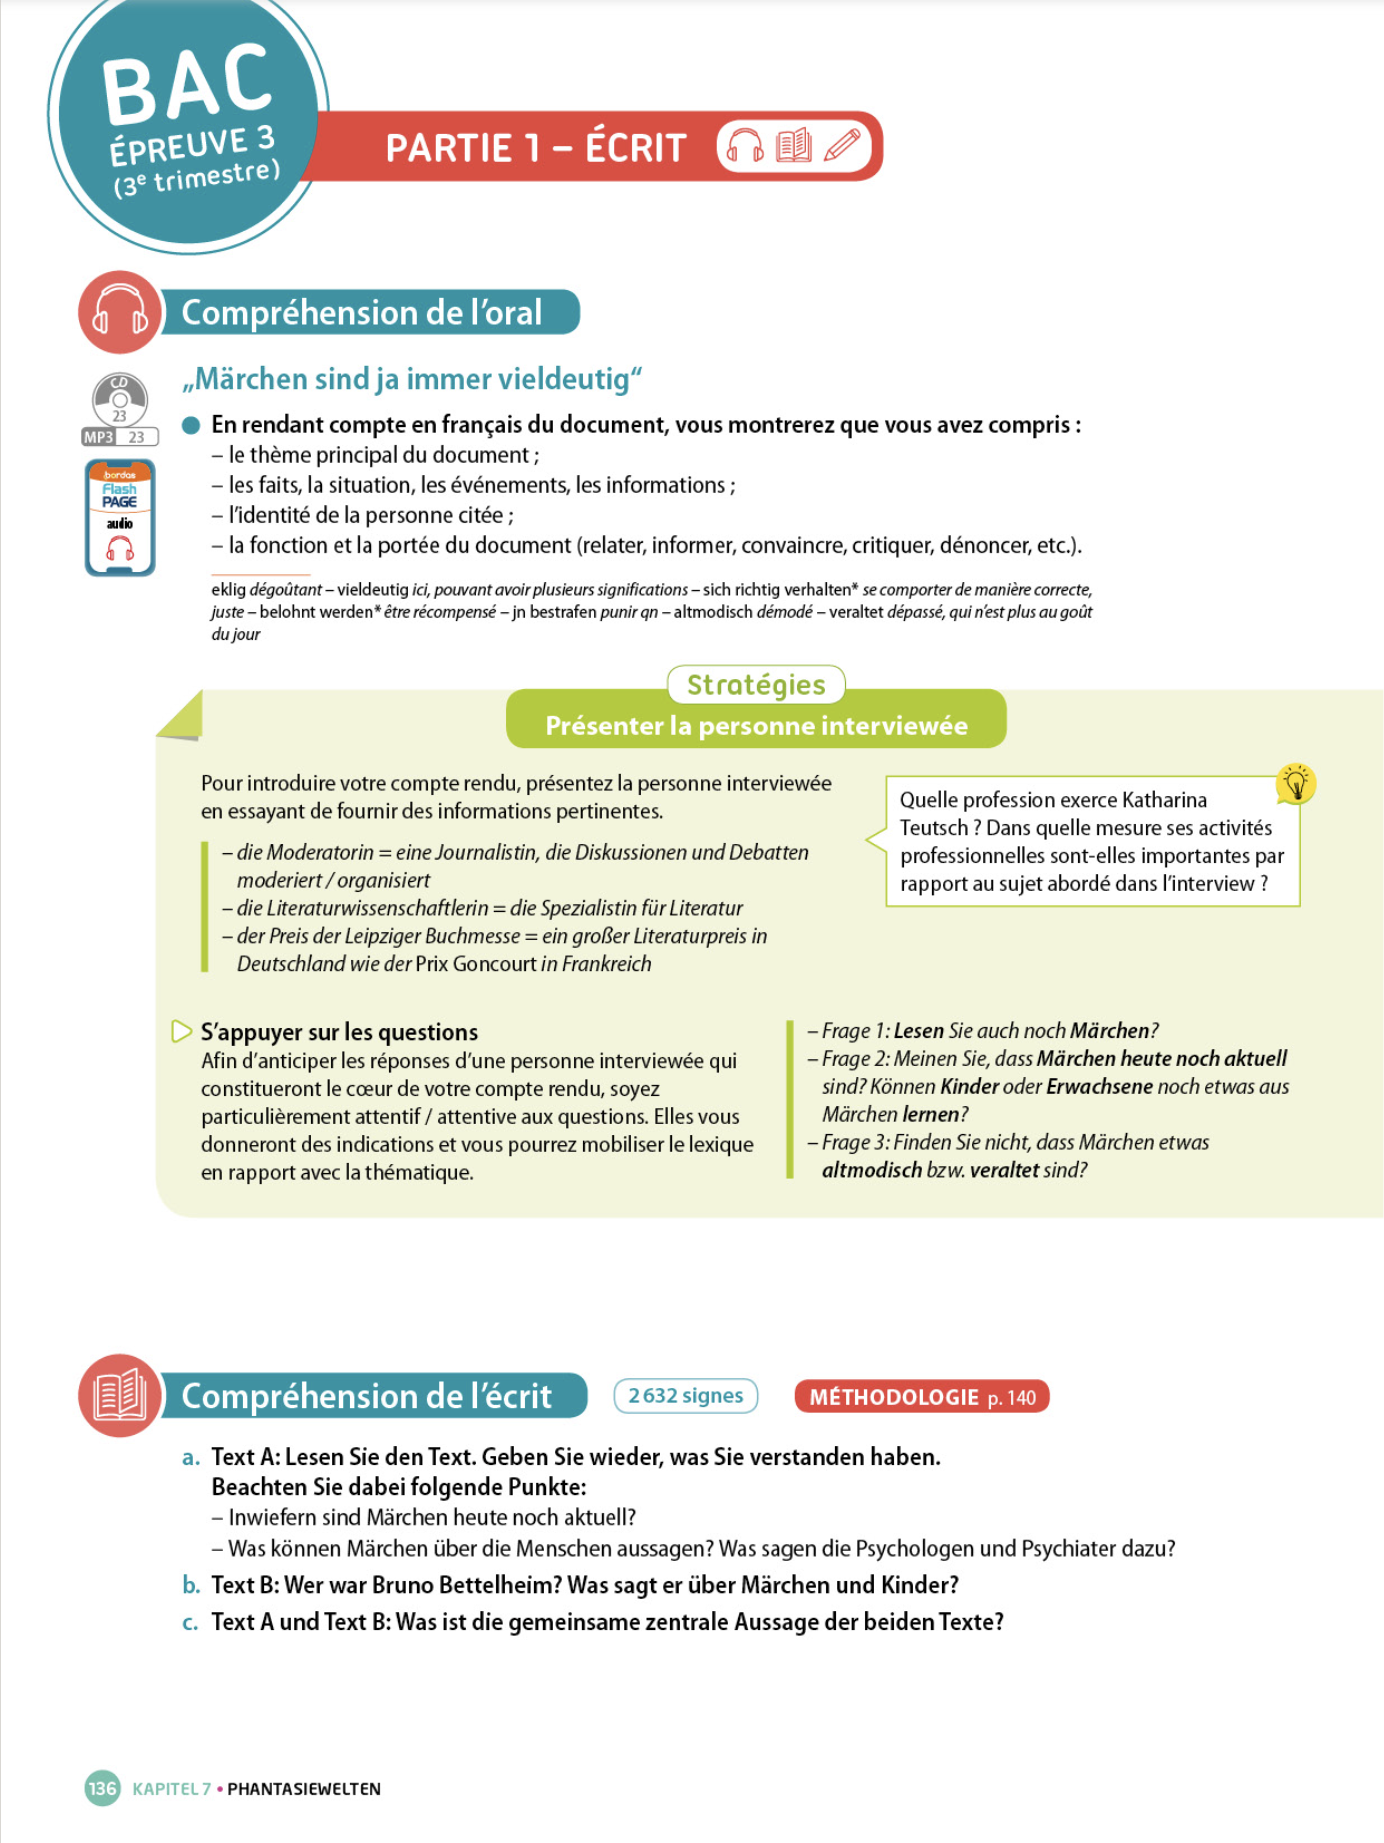 BAC
ÉPREUVE 3
(3e trimestre)
PARTIE 1 – ÉCRIT
Compréhension de l'oral
„Märchen sind ja immer vieldeutig“
CD
23
MP3 23
bordas
Flash
PAGE
audio
En rendant compte en français du document, vous montrerez que vous avez compris :
– le thème principal du document ;
– les faits, la situation, les événements, les informations ;
– l'identité de la personne citée ;
– la fonction et la portée du document (relater, informer, convaincre, critiquer, dénoncer, etc.).
eklig dégoûtant – vieldeutig ici, pouvant avoir plusieurs significations – sich richtig verhalten* se comporter de manière correcte,
juste – belohnt werden* être récompensé – jn bestrafen punir qn – altmodisch démodé – veraltet dépassé, qui n'est plus au goût
du jour
Stratégies
Présenter la personne interviewée
Pour introduire votre compte rendu, présentez la personne interviewée
en essayant de fournir des informations pertinentes.
– die Moderatorin = eine Journalistin, die Diskussionen und Debatten
moderiert / organisiert
– die Literaturwissenschaftlerin = die Spezialistin für Literatur
– der Preis der Leipziger Buchmesse = ein großer Literaturpreis in
Deutschland wie der Prix Goncourt in Frankreich
Quelle profession exerce Katharina
Teutsch ? Dans quelle mesure ses activités
professionnelles sont-elles importantes par
rapport au sujet abordé dans l'interview ?
S'appuyer sur les questions
Afin d'anticiper les réponses d'une personne interviewée qui
constitueront le cœur de votre compte rendu, soyez
particulièrement attentif / attentive aux questions. Elles vous
donneront des indications et vous pourrez mobiliser le lexique
en rapport avec la thématique.
– Frage 1: Lesen Sie auch noch Märchen?
– Frage 2: Meinen Sie, dass Märchen heute noch aktuell
sind? Können Kinder oder Erwachsene noch etwas aus
Märchen lernen?
– Frage 3: Finden Sie nicht, dass Märchen etwas
altmodisch bzw. veraltet sind?
Compréhension de l'écrit
2 632 signes
MÉTHODOLOGIE p. 140
a. Text A: Lesen Sie den Text. Geben Sie wieder, was Sie verstanden haben.
Beachten Sie dabei folgende Punkte:
– Inwiefern sind Märchen heute noch aktuell?
– Was können Märchen über die Menschen aussagen? Was sagen die Psychologen und Psychiater dazu?
b. Text B: Wer war Bruno Bettelheim? Was sagt er über Märchen und Kinder?
c. Text A und Text B: Was ist die gemeinsame zentrale Aussage der beiden Texte?
136 KAPITEL 7 • PHANTASIEWELTEN